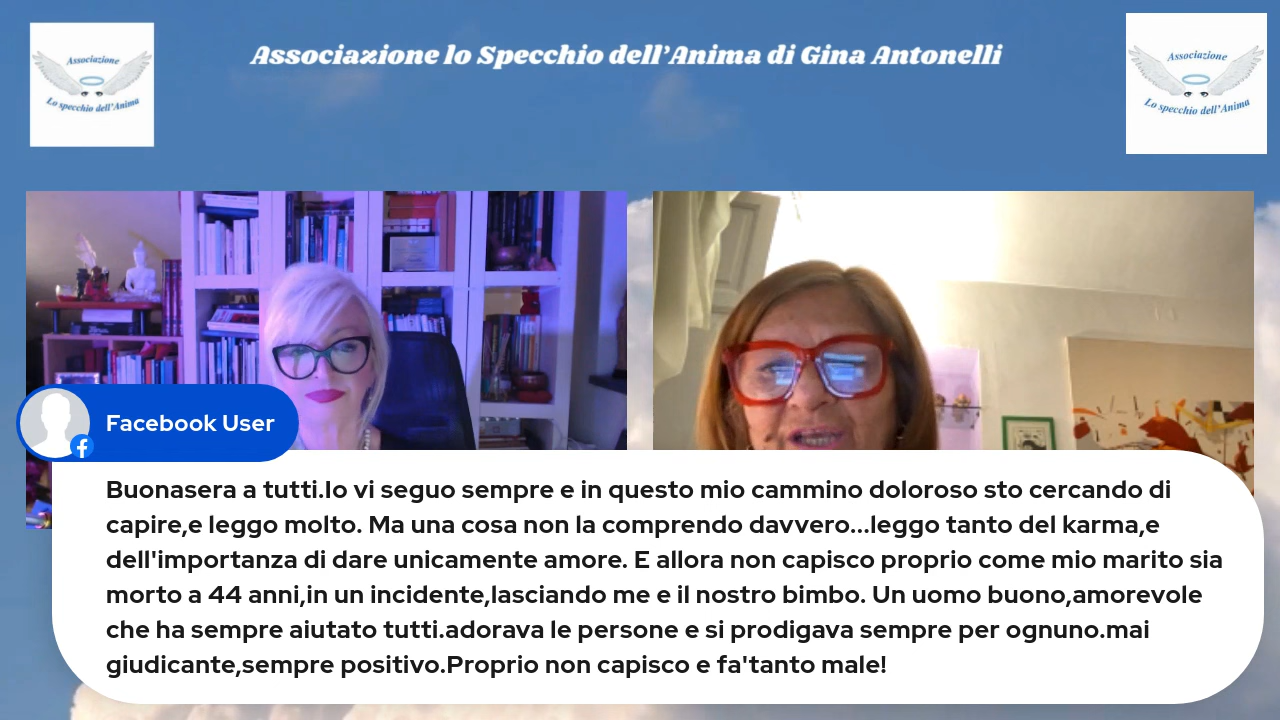 Associazione
Lo specchio dell'Anima
Associazione lo Specchio dell'Anima di Gina Antonelli
Associazione
Lo specchio dell'Anima
Facebook User
Buonasera a tutti.Io vi seguo sempre e in questo mio cammino doloroso sto cercando di
capire,e leggo molto. Ma una cosa non la comprendo davvero...leggo tanto del karma,e
dell'importanza di dare unicamente amore. E allora non capisco proprio come mio marito sia
morto a 44 anni,in un incidente,lasciando me e il nostro bimbo. Un uomo buono,amorevole
che ha sempre aiutato tutti.adorava le persone e si prodigava sempre per ognuno.mai
giudicante,sempre positivo.Proprio non capisco e fa'tanto male!